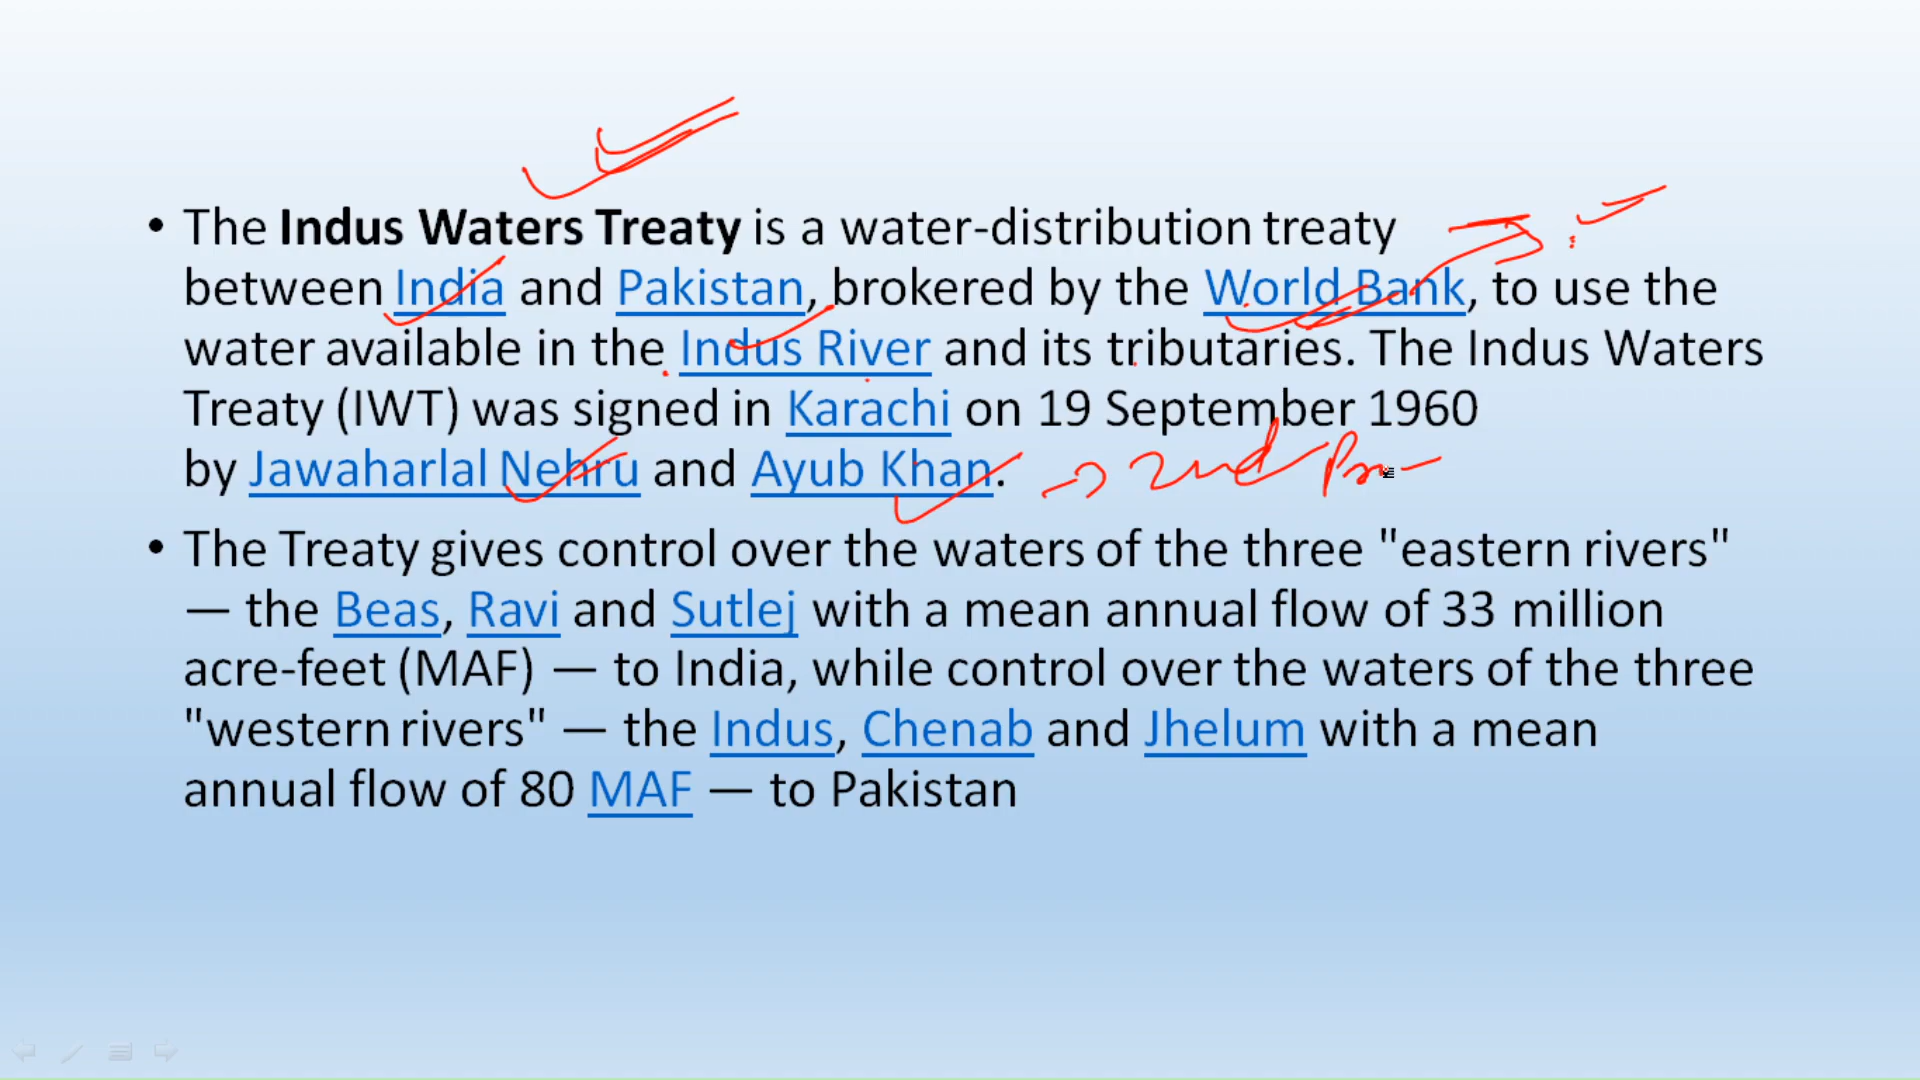 • The Indus Waters Treaty is a water-distribution treaty
between India and Pakistan, brokered by the World Bank, to use the
water available in the Indus River and its tributaries. The Indus Waters
Treaty (IWT) was signed in Karachi on 19 September 1960
by Jawaharlal Nehru and Ayub Khan. → 2nd
• The Treaty gives control over the waters of the three "eastern rivers"
— the Beas, Ravi and Sutlej with a mean annual flow of 33 million
acre-feet (MAF) — to India, while control over the waters of the three
"western rivers" — the Indus, Chenab and Jhelum with a mean
annual flow of 80 MAF — to Pakistan